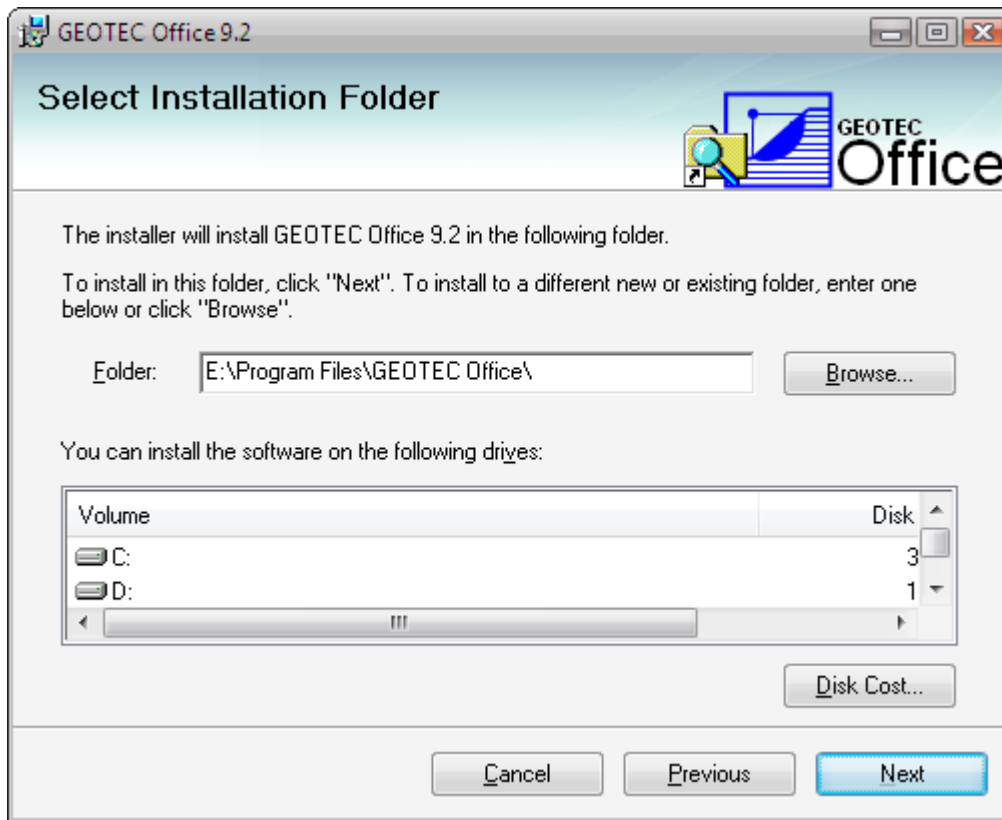 GEOTEC Office 9.2
Select Installation Folder
GEOTEC
Office
The installer will install GEOTEC Office 9.2 in the following folder.
To install in this folder, click "Next". To install to a different new or existing folder, enter one
below or click "Browse".
Folder: E:\Program Files\GEOTEC Office\ Browse...
You can install the software on the following drives:
Volume Disk
C: 3
D: 1
Disk Cost...
Cancel Previous Next